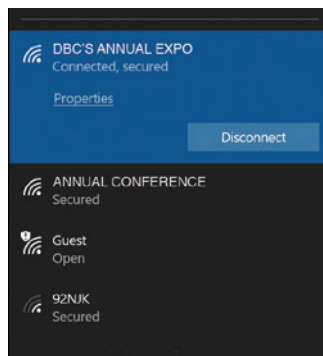 DBC'S ANNUAL EXPO
Connected, secured
Properties
Disconnect
ANNUAL CONFERENCE
Secured
Guest
Open
92NJK
Secured